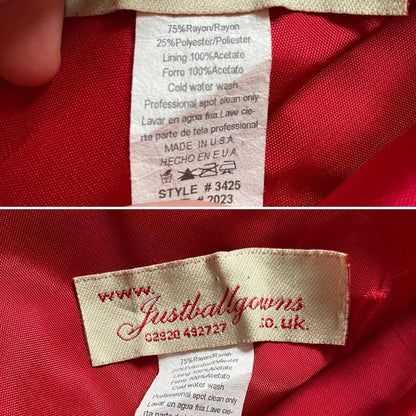 75%Rayon/Rayon
25%Polyester/Poliester
Lining 100%Acetate
Forro 100%Acetato
Cold water wash
Professional spot clean only
Lavar en agua fria Lave cie-
rta parte de tela professional
MADE IN U.S.A
HECHO EN E U.A.
STYLE # 3425
# 2023
www.
Justballgowns
02920 492727 .co.uk.
75%Rayon/Rayon
25%Polyester/Poliester
Lining 100%Acetate
Forro 100%Acetato
Cold water wash
Professional spot clean only
Lavar en agua fria Lave cie-